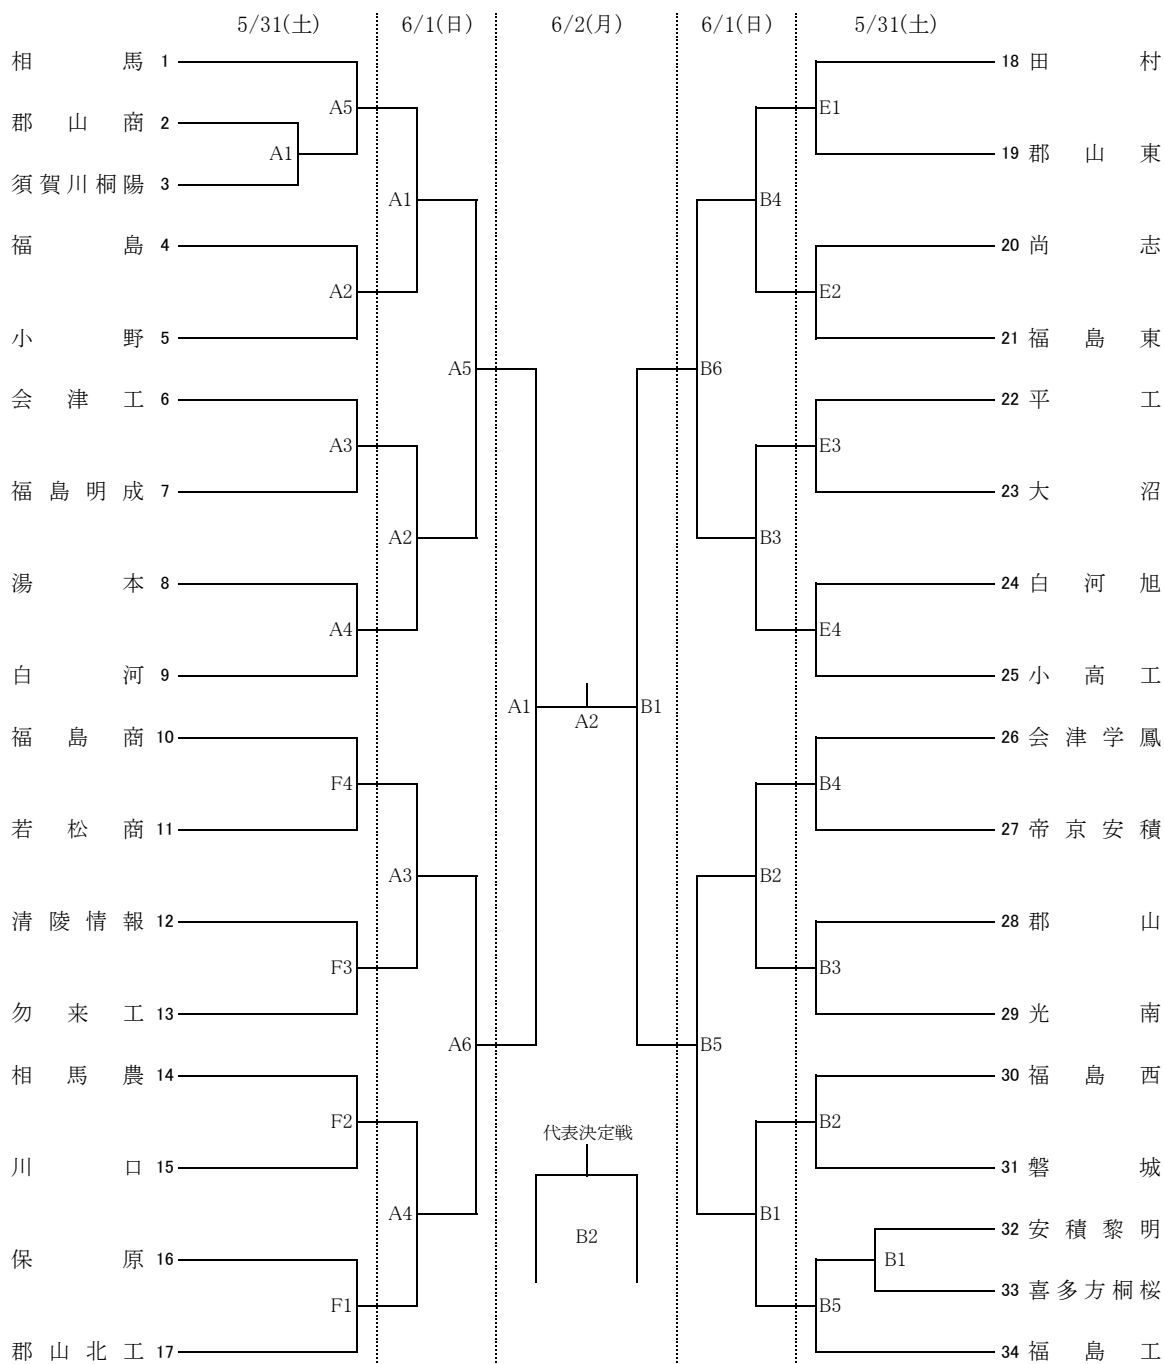 5/31(土) 6/1(日) 6/2(月) 6/1(日) 5/31(土)
相馬 1 18 田村
A5 E1
郡山商 2
A1 19 郡山東
須賀川桐陽 3
A1 B4
福島 4 20 尚志
A2 E2
小野 5 21 福島東
A5 B6
会津工 6 22 平工
A3 E3
福島明成 7 23 大沼
A2 B3
湯本 8 24 白河旭
A4 E4
白河 9 25 小高工
A1 A2 B1
福島商 10 26 会津学鳳
F4 B4
若松商 11 27 帝京安積
A3 B2
清陵情報 12 28 郡山
F3 B3
勿来工 13 29 光南
A6 B5
相馬農 14 30 福島西
F2 B2
代表決定戦
川口 15 31 磐城
A4 B1
32 安積黎明
B2
保原 16 B1
33 喜多方桐桜
F1 B5
郡山北工 17 34 福島工